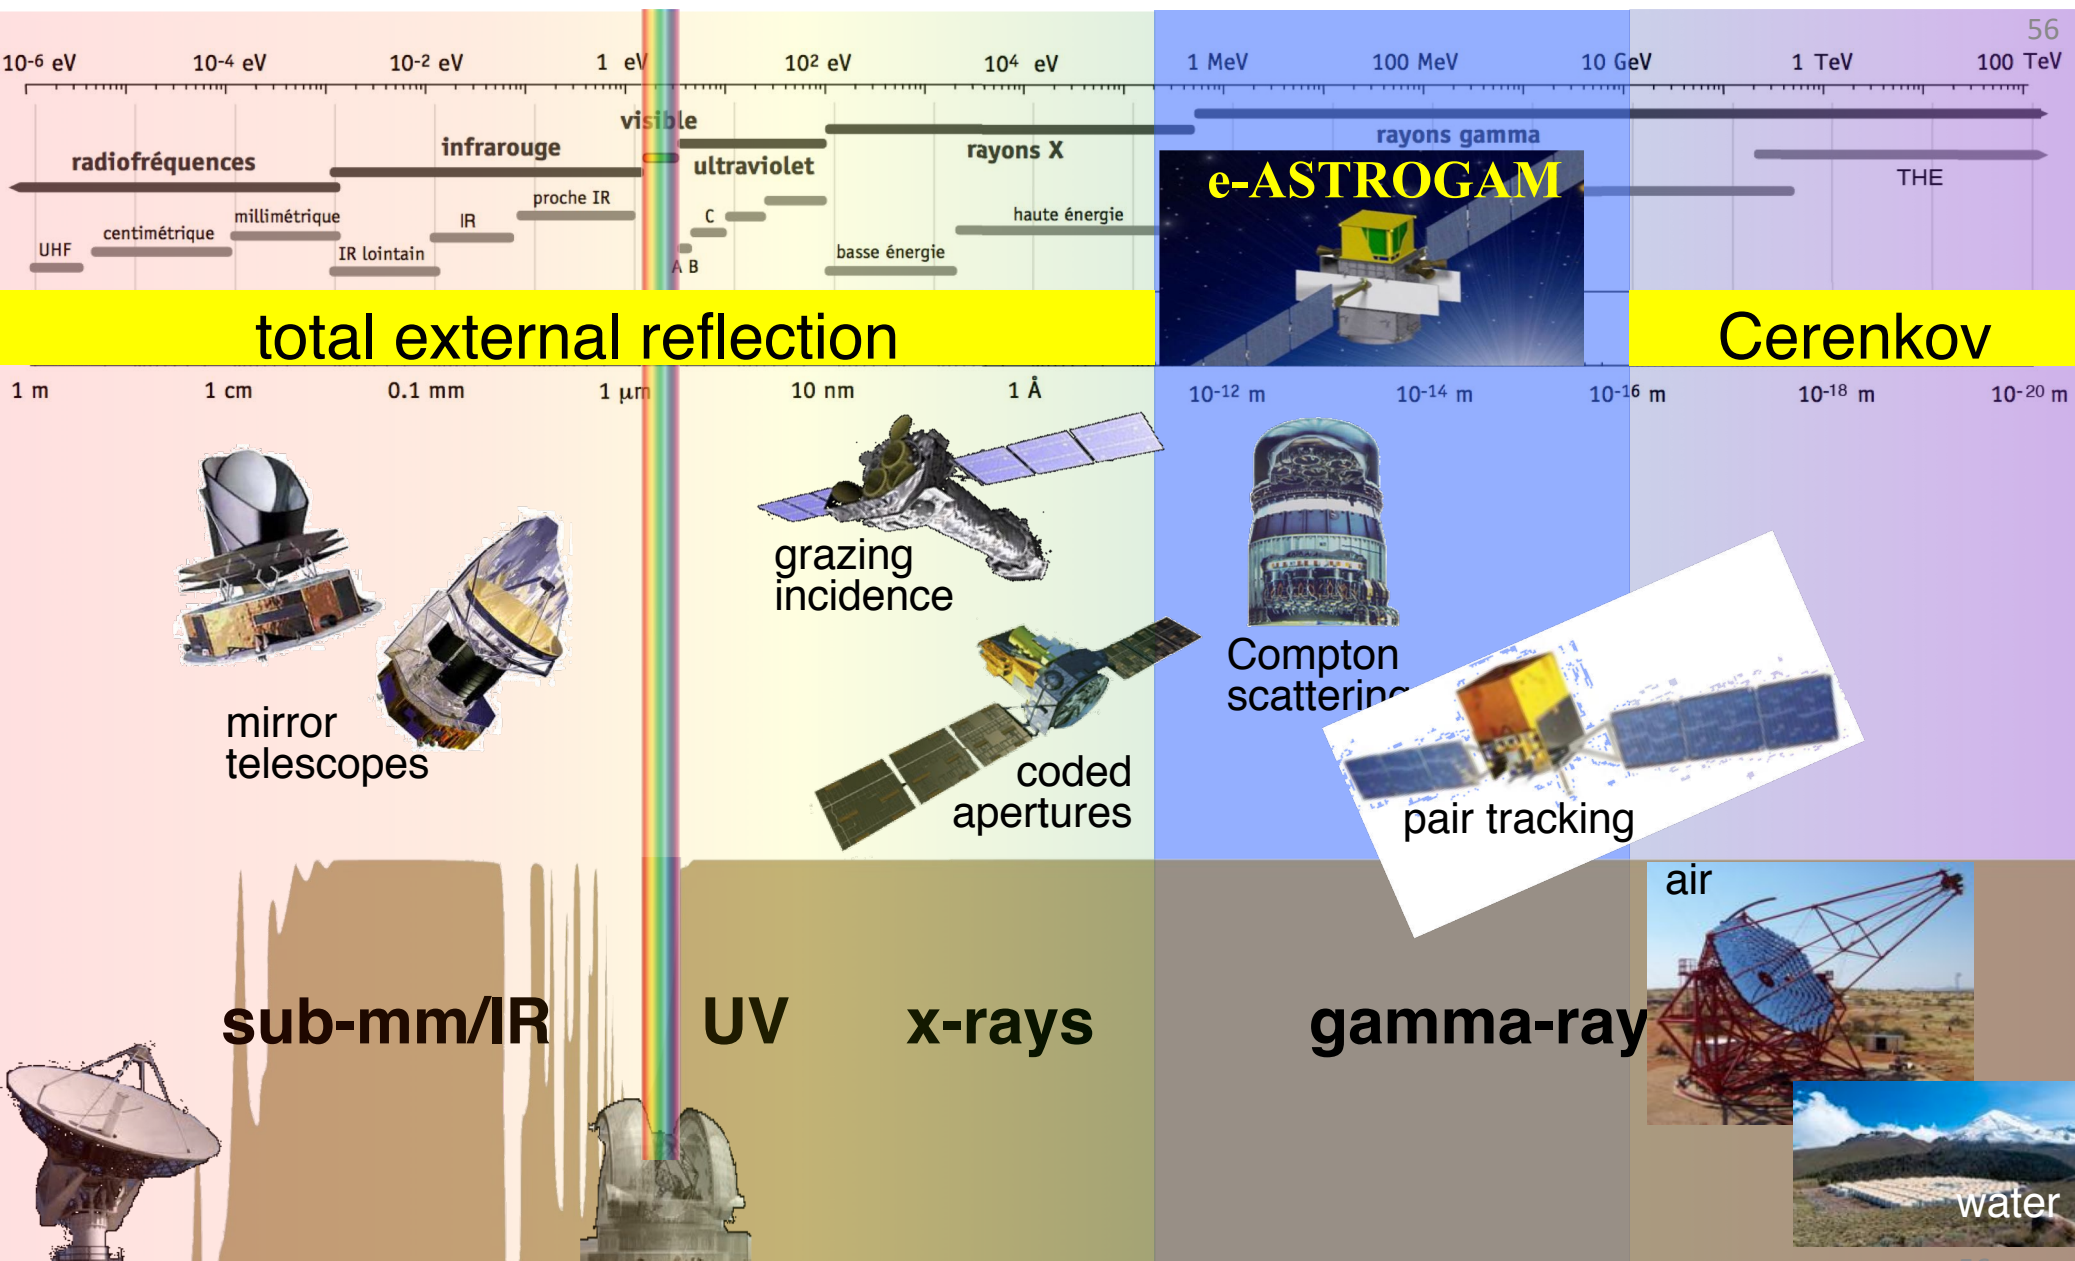 56
10-6 eV 10-4 eV 10-2 eV 1 eV 10² eV 10⁴ eV 1 MeV 100 MeV 10 GeV 1 TeV 100 TeV
visible
radiofréquences infrarouge ultraviolet rayons X rayons gamma
e-ASTROGAM
THE
proche IR
millimétrique IR C haute énergie
centimétrique
UHF IR lointain A B basse énergie
total external reflection Cerenkov
1 m 1 cm 0.1 mm 1 μm 10 nm 1 Å 10-12 m 10-14 m 10-16 m 10-18 m 10-20 m
grazing
incidence
Compton
scattering
mirror
telescopes
coded
apertures
pair tracking
air
sub-mm/IR UV x-rays gamma-ray
water